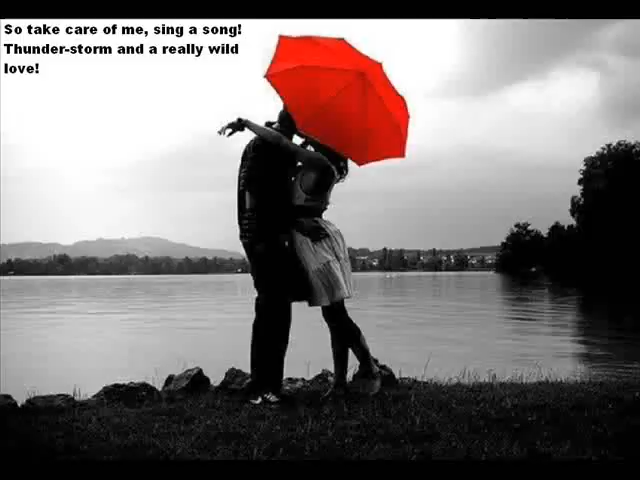 So take care of me, sing a song!
Thunder-storm and a really wild
love!